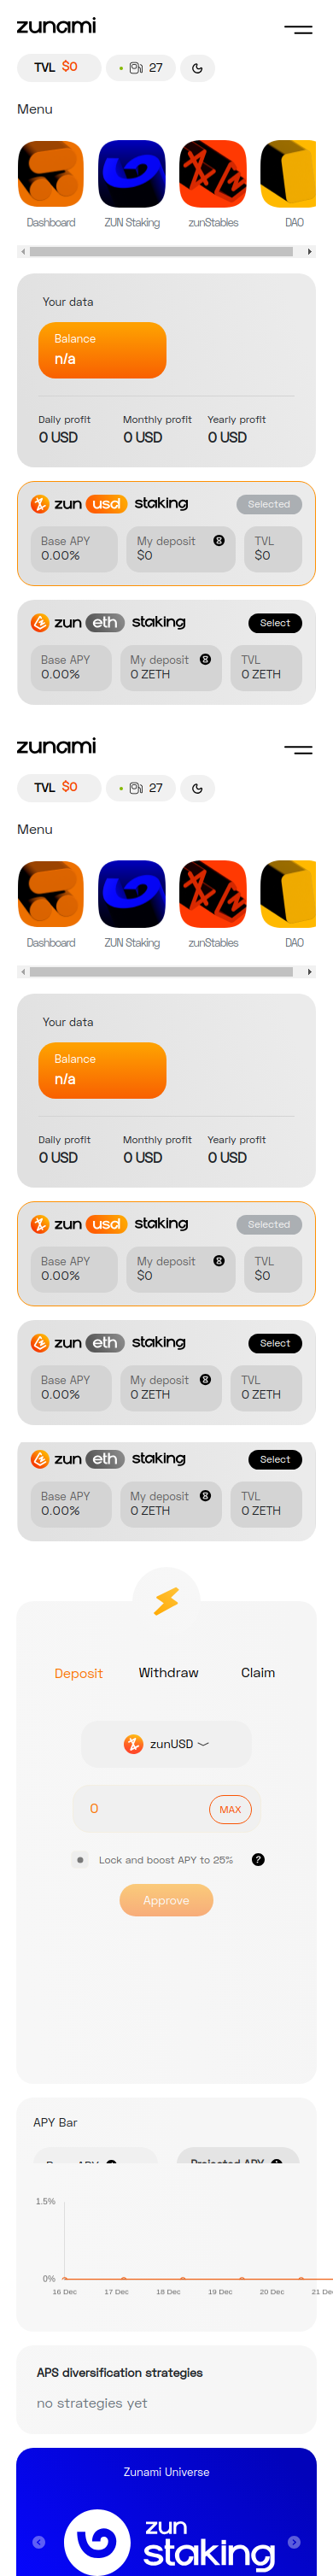 zunami
TVL $0
27
Menu
Dashboard ZUN Staking zunStables DAO
Your data
Balance
n/a
Daily profit Monthly profit Yearly profit
0 USD 0 USD 0 USD
zun usd staking Selected
Base APY My deposit TVL
0.00% $0 $0
zun eth staking Select
Base APY My deposit TVL
0.00% 0 ZETH 0 ZETH
zunami
TVL $0
27
Menu
Dashboard ZUN Staking zunStables DAO
Your data
Balance
n/a
Daily profit Monthly profit Yearly profit
0 USD 0 USD 0 USD
zun usd staking Selected
Base APY My deposit TVL
0.00% $0 $0
zun eth staking Select
Base APY My deposit TVL
0.00% 0 ZETH 0 ZETH
zun eth staking Select
Base APY My deposit TVL
0.00% 0 ZETH 0 ZETH
Deposit Withdraw Claim
zunUSD
0 MAX
Lock and boost APY to 25% ?
Approve
APY Bar
Base APY Projected APY
1.5%
0%
16 Dec 17 Dec 18 Dec 19 Dec 20 Dec 21 Dec
APS diversification strategies
no strategies yet
Zunami Universe
zun
staking